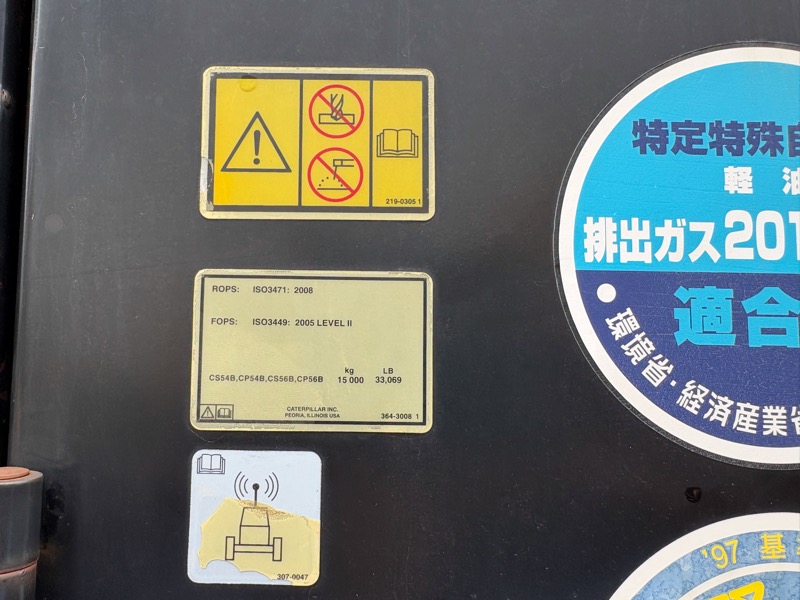 219-0305 1
ROPS: ISO3471: 2008
FOPS: ISO3449: 2005 LEVEL II
kg LB
CS54B,CP54B,CS56B,CP56B 15 000 33,069
CATERPILLAR INC.
PEORIA, ILLINOIS USA
364-3008 1
307-0047
特定特殊自
軽 油
排出ガス201
適合
環境省・経済産業省
'97 基